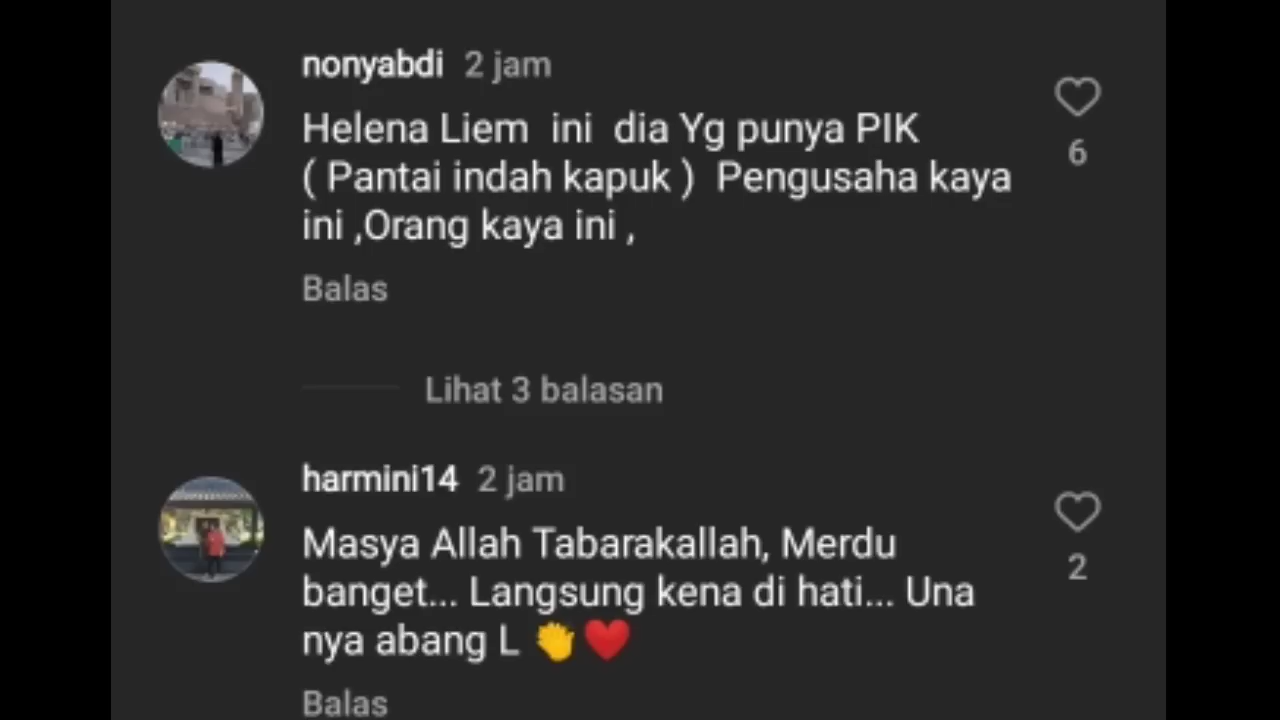 nonyabdi 2 jam
Helena Liem ini dia Yg punya PIK
( Pantai indah kapuk ) Pengusaha kaya
ini ,Orang kaya ini ,
6
Balas
Lihat 3 balasan
harmini14 2 jam
Masya Allah Tabarakallah, Merdu
banget... Langsung kena di hati... Una
nya abang L 👏❤️
2
Balas